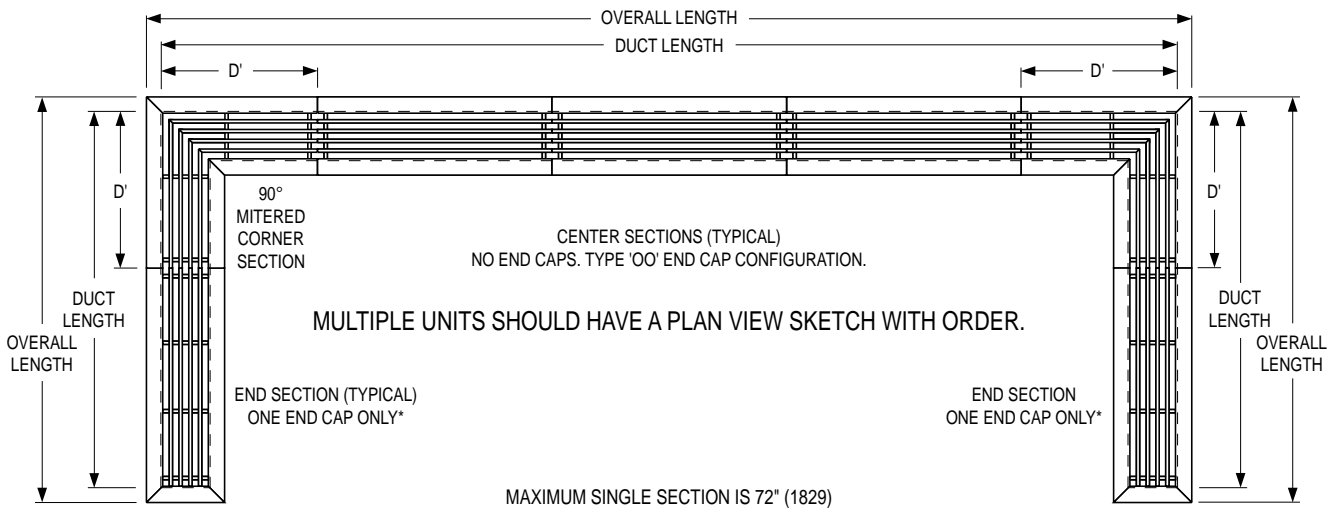 OVERALL LENGTH
DUCT LENGTH
D'
D'
D'
D'
90°
MITERED
CORNER
SECTION
CENTER SECTIONS (TYPICAL)
NO END CAPS. TYPE 'OO' END CAP CONFIGURATION.
DUCT
LENGTH
DUCT
LENGTH
MULTIPLE UNITS SHOULD HAVE A PLAN VIEW SKETCH WITH ORDER.
OVERALL
LENGTH
OVERALL
LENGTH
END SECTION (TYPICAL)
ONE END CAP ONLY*
END SECTION
ONE END CAP ONLY*
MAXIMUM SINGLE SECTION IS 72" (1829)